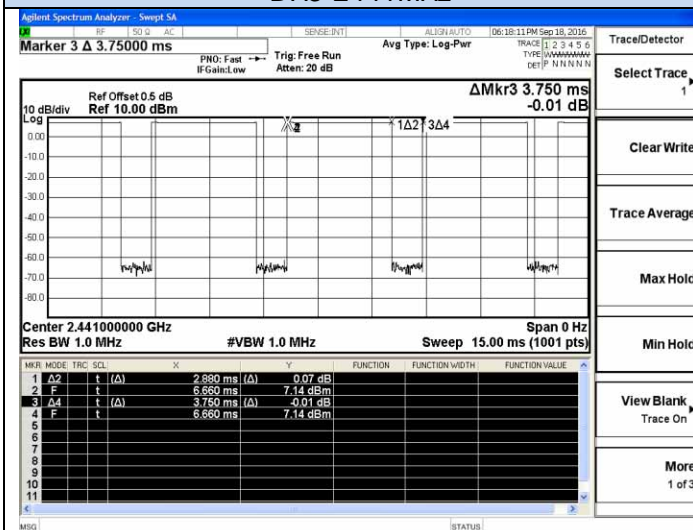 Agilent Spectrum Analyzer - Swept SA
RF 50 Ω AC SENSE:INT ALIGN AUTO 06:18:11 PM Sep 18, 2016
Marker 3 Δ 3.75000 ms
PNO: Fast
IFGain:Low
Trig: Free Run
Atten: 20 dB
Avg Type: Log-Pwr
TRACE 1 2 3 4 5 6
TYPE WWWWWW
DET P N N N N N
Ref Offset 0.5 dB
10 dB/div Ref 10.00 dBm
ΔMkr3 3.750 ms
-0.01 dB
Log
1Δ2 3Δ4
0.00
-10.0
-20.0
-30.0
-40.0
-50.0
-60.0
-70.0
-80.0
Center 2.441000000 GHz Span 0 Hz
Res BW 1.0 MHz #VBW 1.0 MHz Sweep 15.00 ms (1001 pts)
MKR MODE TRC SCL X Y FUNCTION FUNCTION WIDTH FUNCTION VALUE
1 Δ2 t (Δ) 2.880 ms (Δ) 0.07 dB
2 F t 6.660 ms 7.14 dBm
3 Δ4 t (Δ) 3.750 ms (Δ) -0.01 dB
4 F t 6.660 ms 7.14 dBm
5
6
7
8
9
10
11
MSG STATUS
Trace/Detector
Select Trace
1
Clear Write
Trace Average
Max Hold
Min Hold
View Blank
Trace On
More
1 of 3